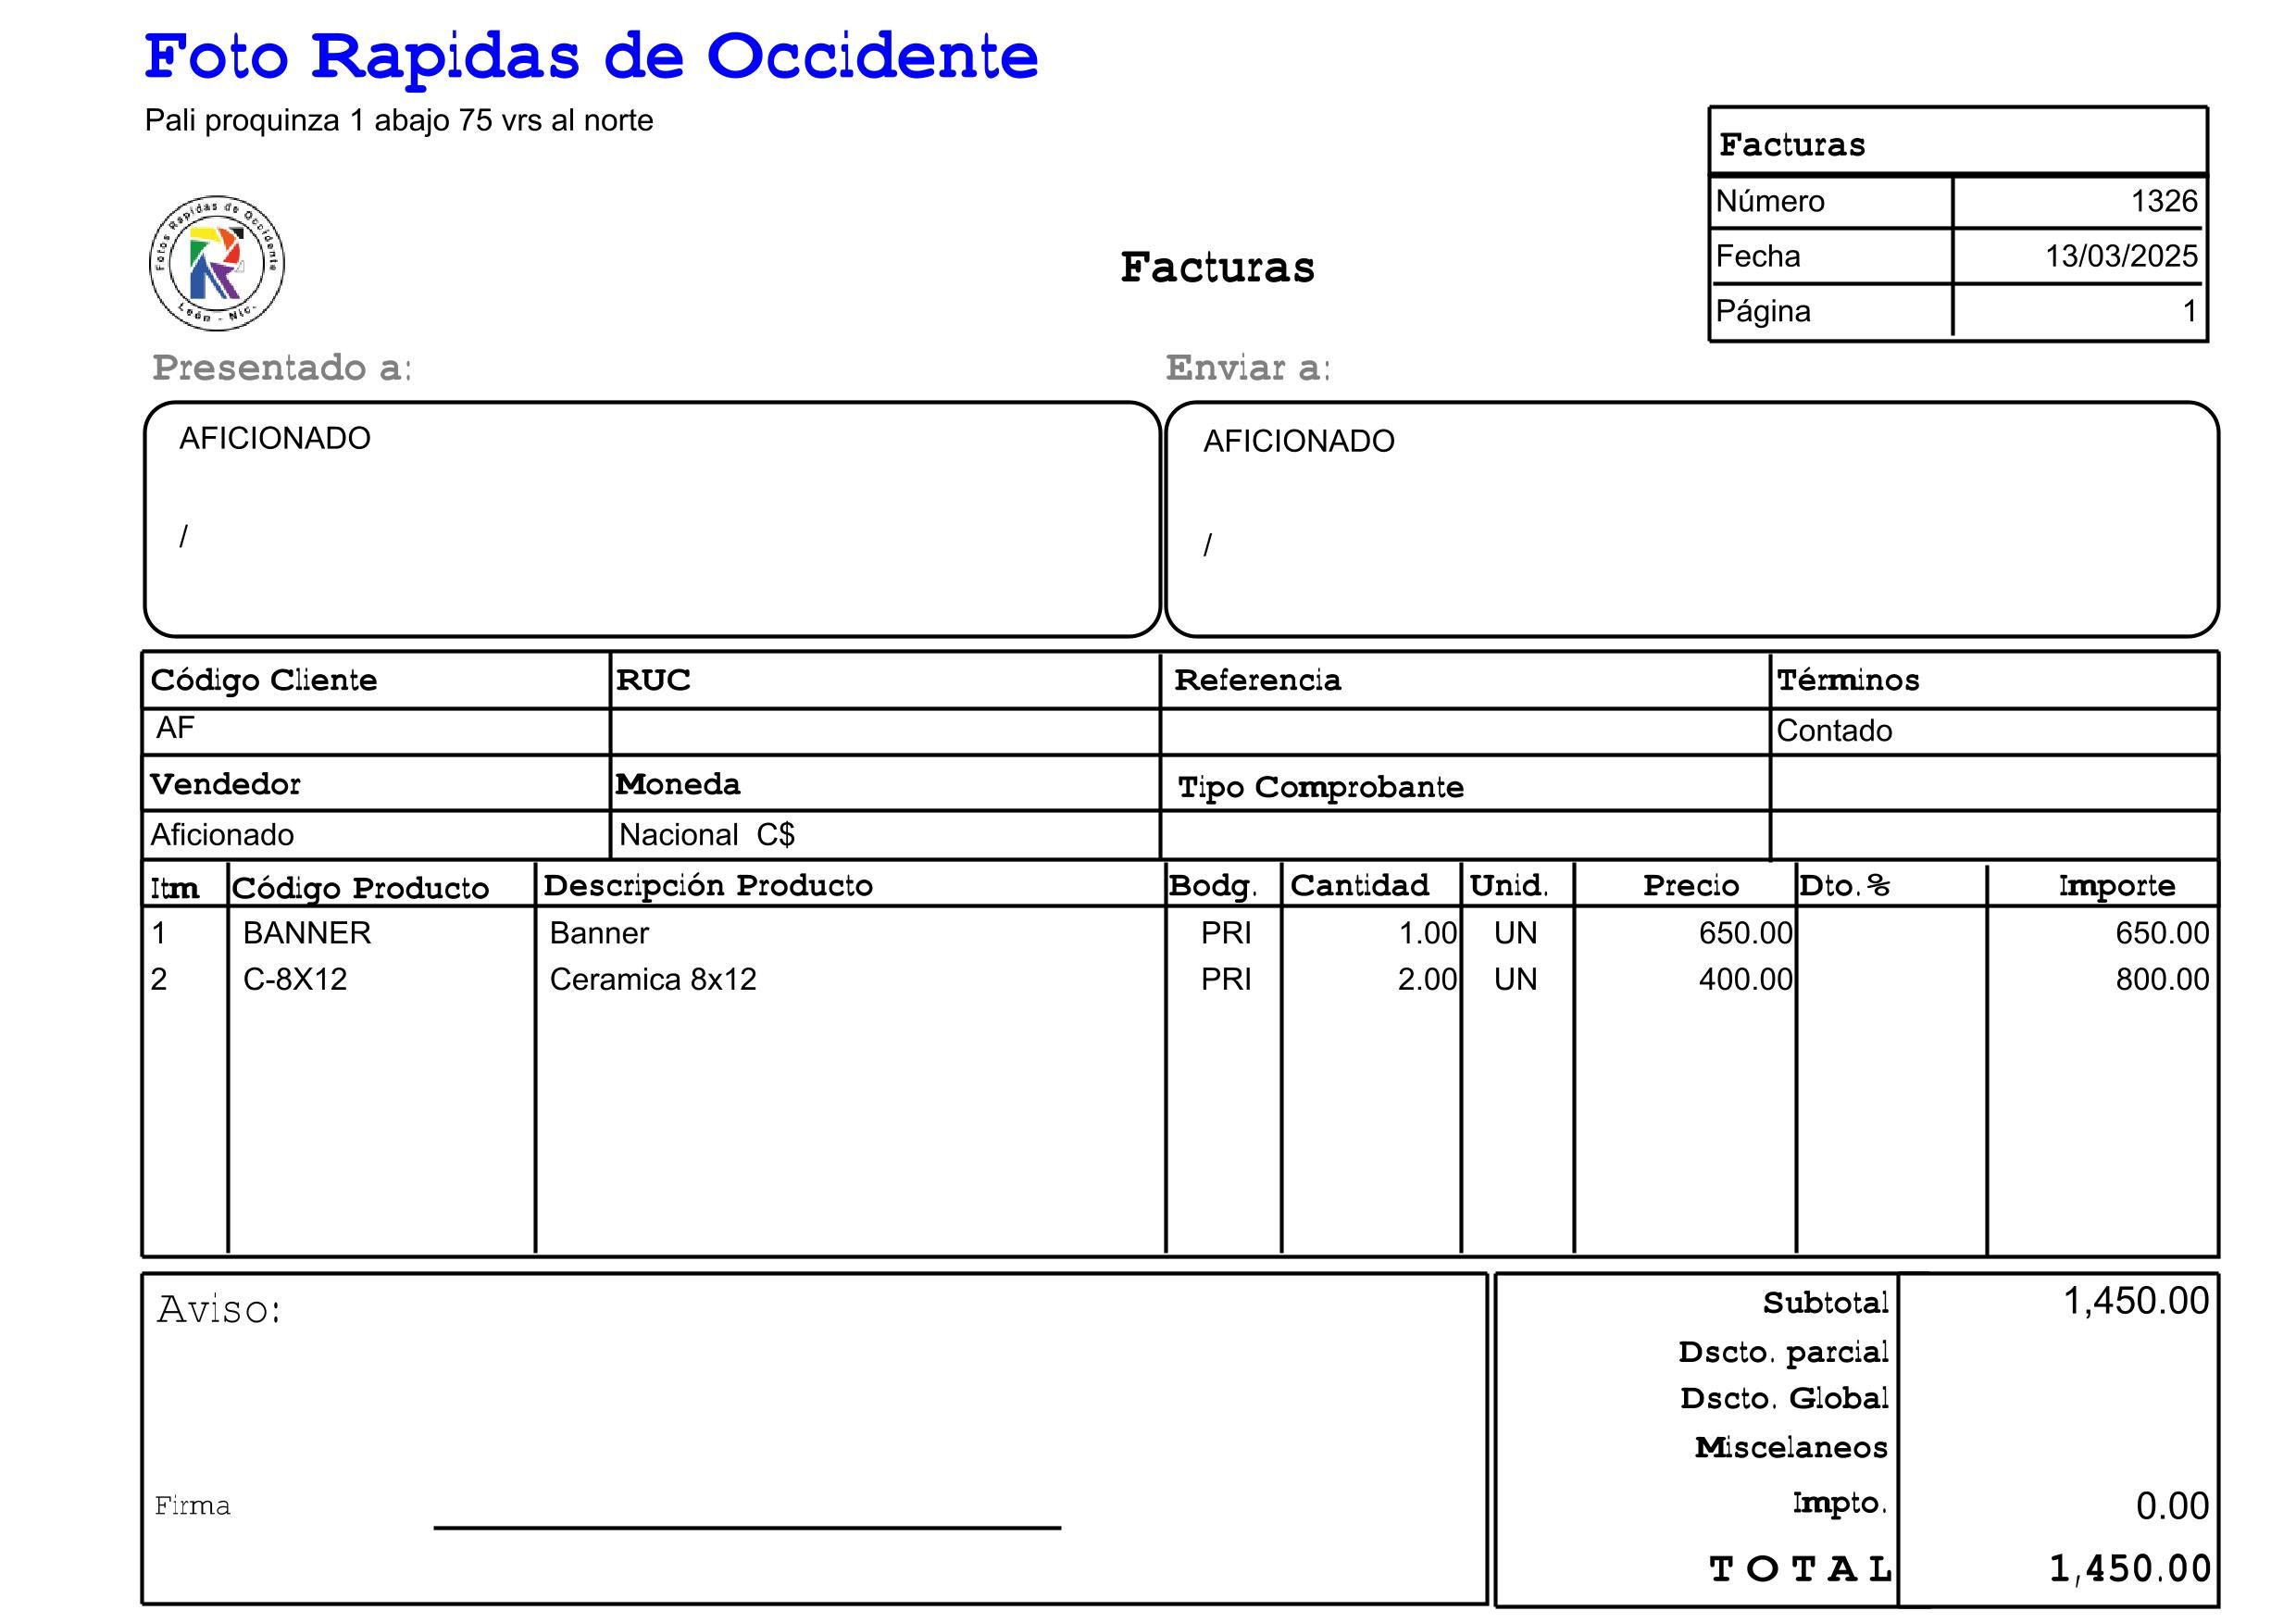 Foto Rapidas de Occidente
Pali proquinza 1 abajo 75 vrs al norte
Facturas
Número 1326
Fecha 13/03/2025
Página 1
Fotos Rapidas de Occidente
León - Nic.
Facturas
Presentado a: Enviar a:
AFICIONADO AFICIONADO
/ /
Código Cliente RUC Referencia Términos
AF Contado
Vendedor Moneda Tipo Comprobante
Aficionado Nacional C$
Itm Código Producto Descripción Producto Bodg. Cantidad Unid. Precio Dto.% Importe
1 BANNER Banner PRI 1.00 UN 650.00 650.00
2 C-8X12 Ceramica 8x12 PRI 2.00 UN 400.00 800.00
Aviso:
Subtotal 1,450.00
Dscto. parcial
Dscto. Global
Miscelaneos
Firma
Impto. 0.00
TOTAL 1,450.00